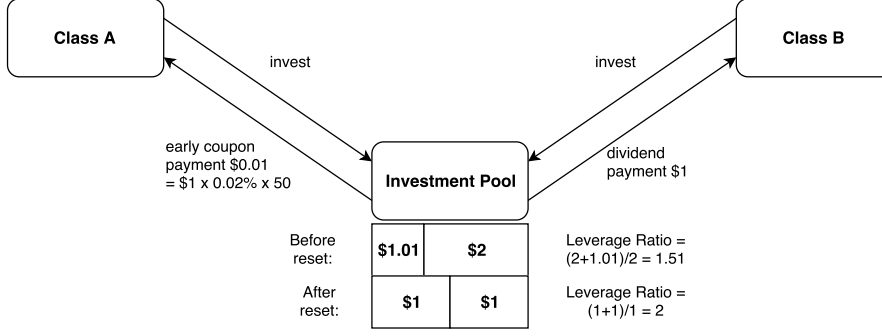 Class A
Class B
invest
invest
early coupon
payment $0.01
= $1 x 0.02% x 50
dividend
payment $1
Investment Pool
Before
reset:
$1.01
$2
Leverage Ratio =
(2+1.01)/2 = 1.51
After
reset:
$1
$1
Leverage Ratio =
(1+1)/1 = 2